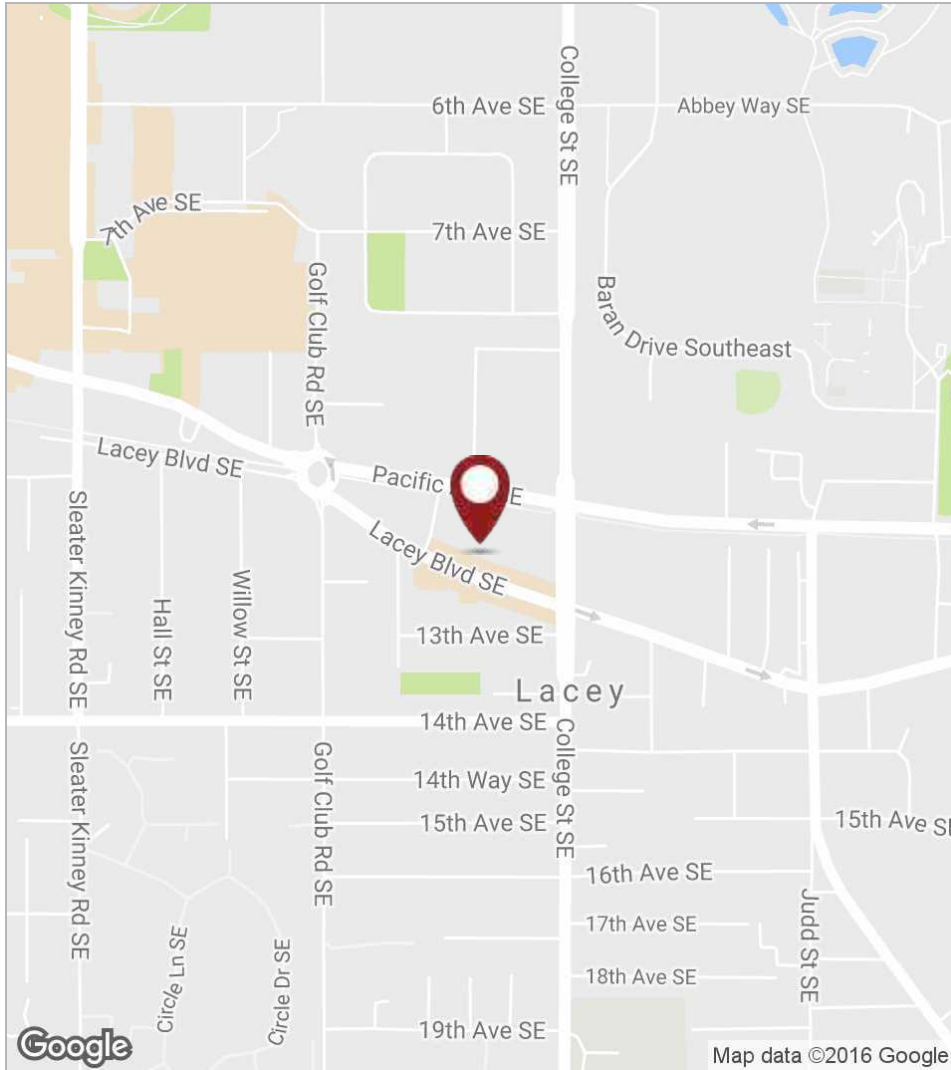 College St SE
6th Ave SE
Abbey Way SE
7th Ave SE
7th Ave SE
Golf Club Rd SE
Baran Drive Southeast
Lacey Blvd SE
Pacific
E
Sleater Kinney Rd SE
Lacey Blvd SE
Willow St SE
Hall St SE
13th Ave SE
Lacey
14th Ave SE
College St SE
Sleater Kinney Rd SE
Golf Club Rd SE
14th Way SE
15th Ave SE
15th Ave SE
16th Ave SE
Judd St SE
17th Ave SE
Circle Ln SE
Circle Dr SE
18th Ave SE
19th Ave SE
Google
Map data ©2016 Google